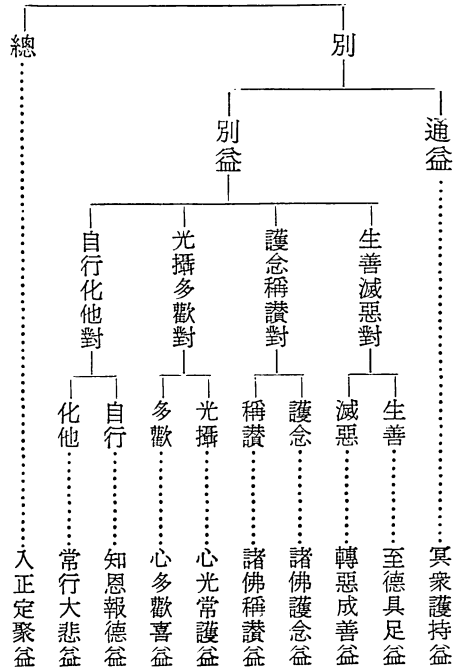 別
總
通益
別益
生善滅惡對
護念稱讃對
光攝多歡對
自行化他對
生善
滅惡
護念
稱讃
光攝
多歡
自行
化他
冥衆護持益
至德具足益
轉惡成善益
諸佛護念益
諸佛稱讃益
心光常護益
心多歡喜益
知恩報德益
常行大悲益
入正定聚益